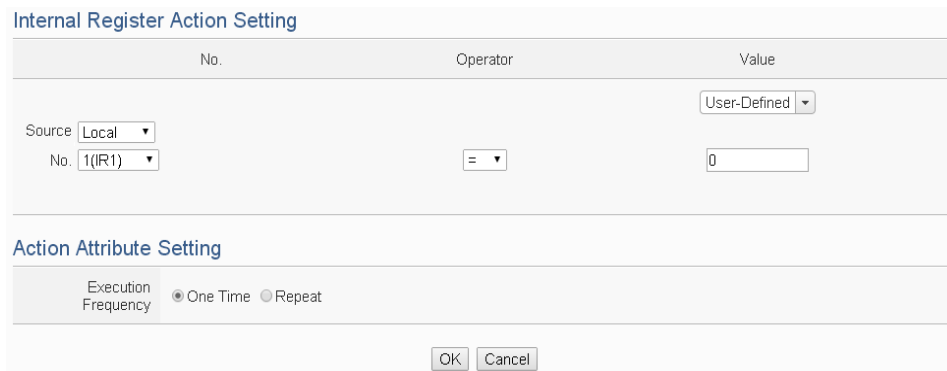 Internal Register Action Setting
No. Operator Value
User-Defined
Source Local
No. 1(IR1) = 0
Action Attribute Setting
Execution
Frequency
One Time Repeat
OK Cancel